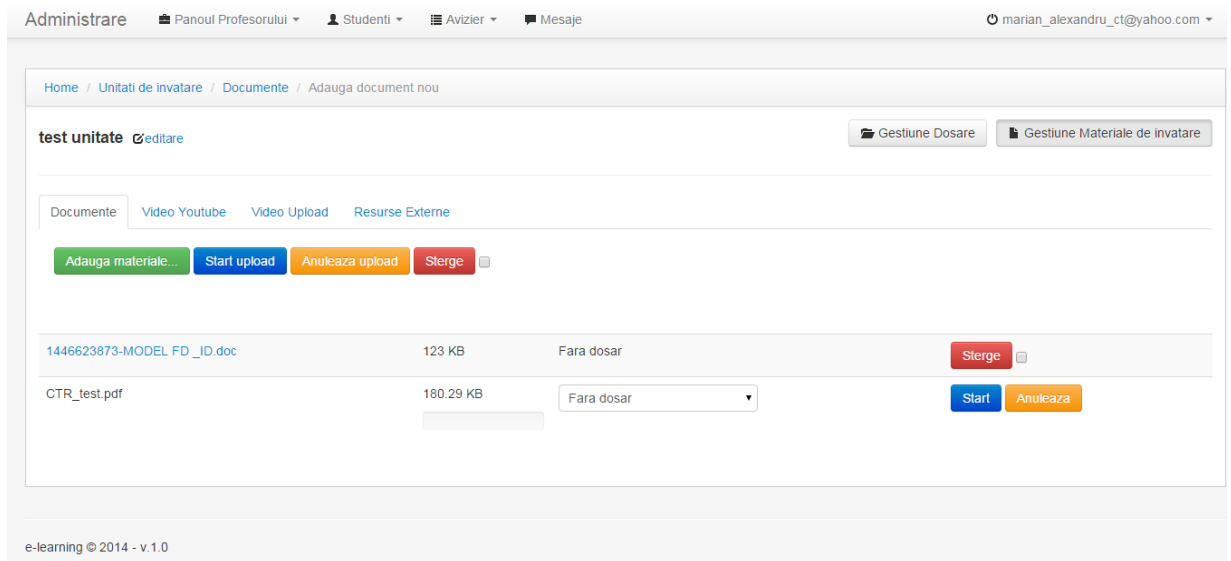 Administrare Panoul Profesorului Studenti Avizier Mesaje marian_alexandru_ct@yahoo.com
Home / Unitati de invatare / Documente / Adauga document nou
test unitate editare Gestiune Dosare Gestiune Materiale de invatare
Documente Video Youtube Video Upload Resurse Externe
Adauga materiale... Start upload Anuleaza upload Sterge
1446623873-MODEL FD _ID.doc 123 KB Fara dosar Sterge
CTR_test.pdf 180.29 KB Fara dosar Start Anuleaza
e-learning © 2014 - v.1.0